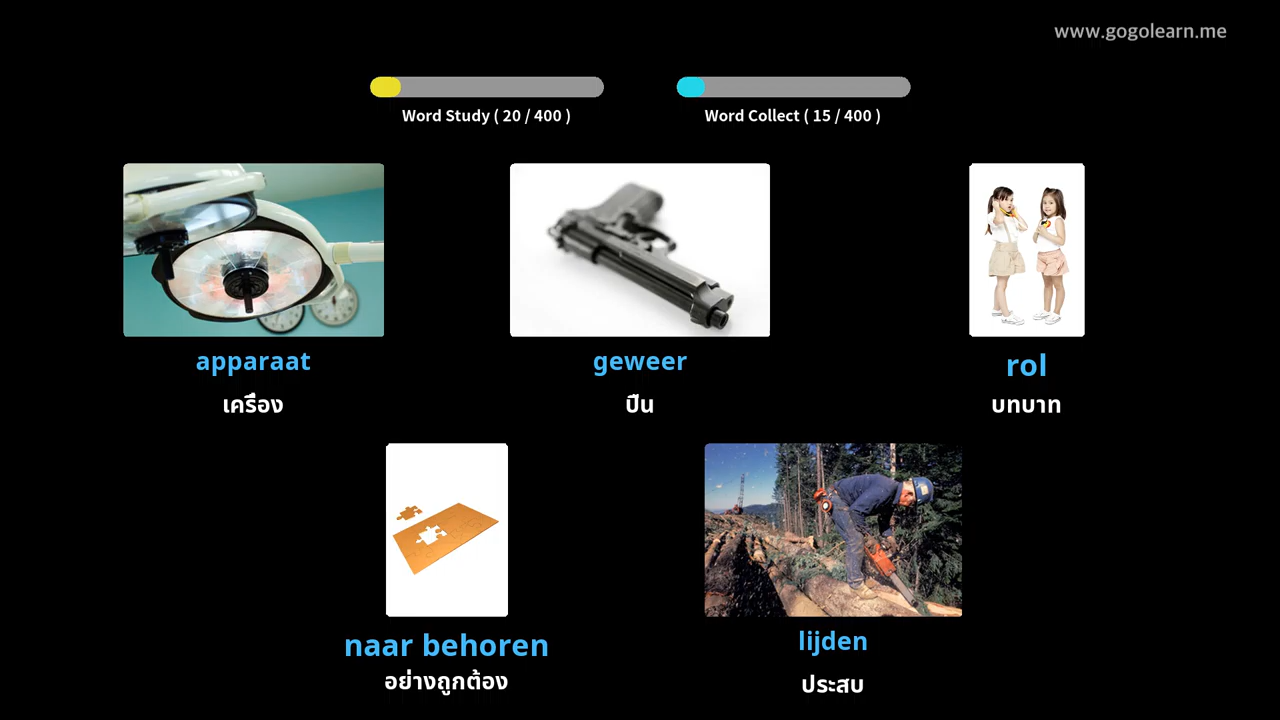 www.gogolearn.me
Word Study ( 20 / 400 )
Word Collect ( 15 / 400 )
apparaat
geweer
rol
เครื่อง
ปืน
บทบาท
naar behoren
lijden
อย่างถูกต้อง
ประสบ